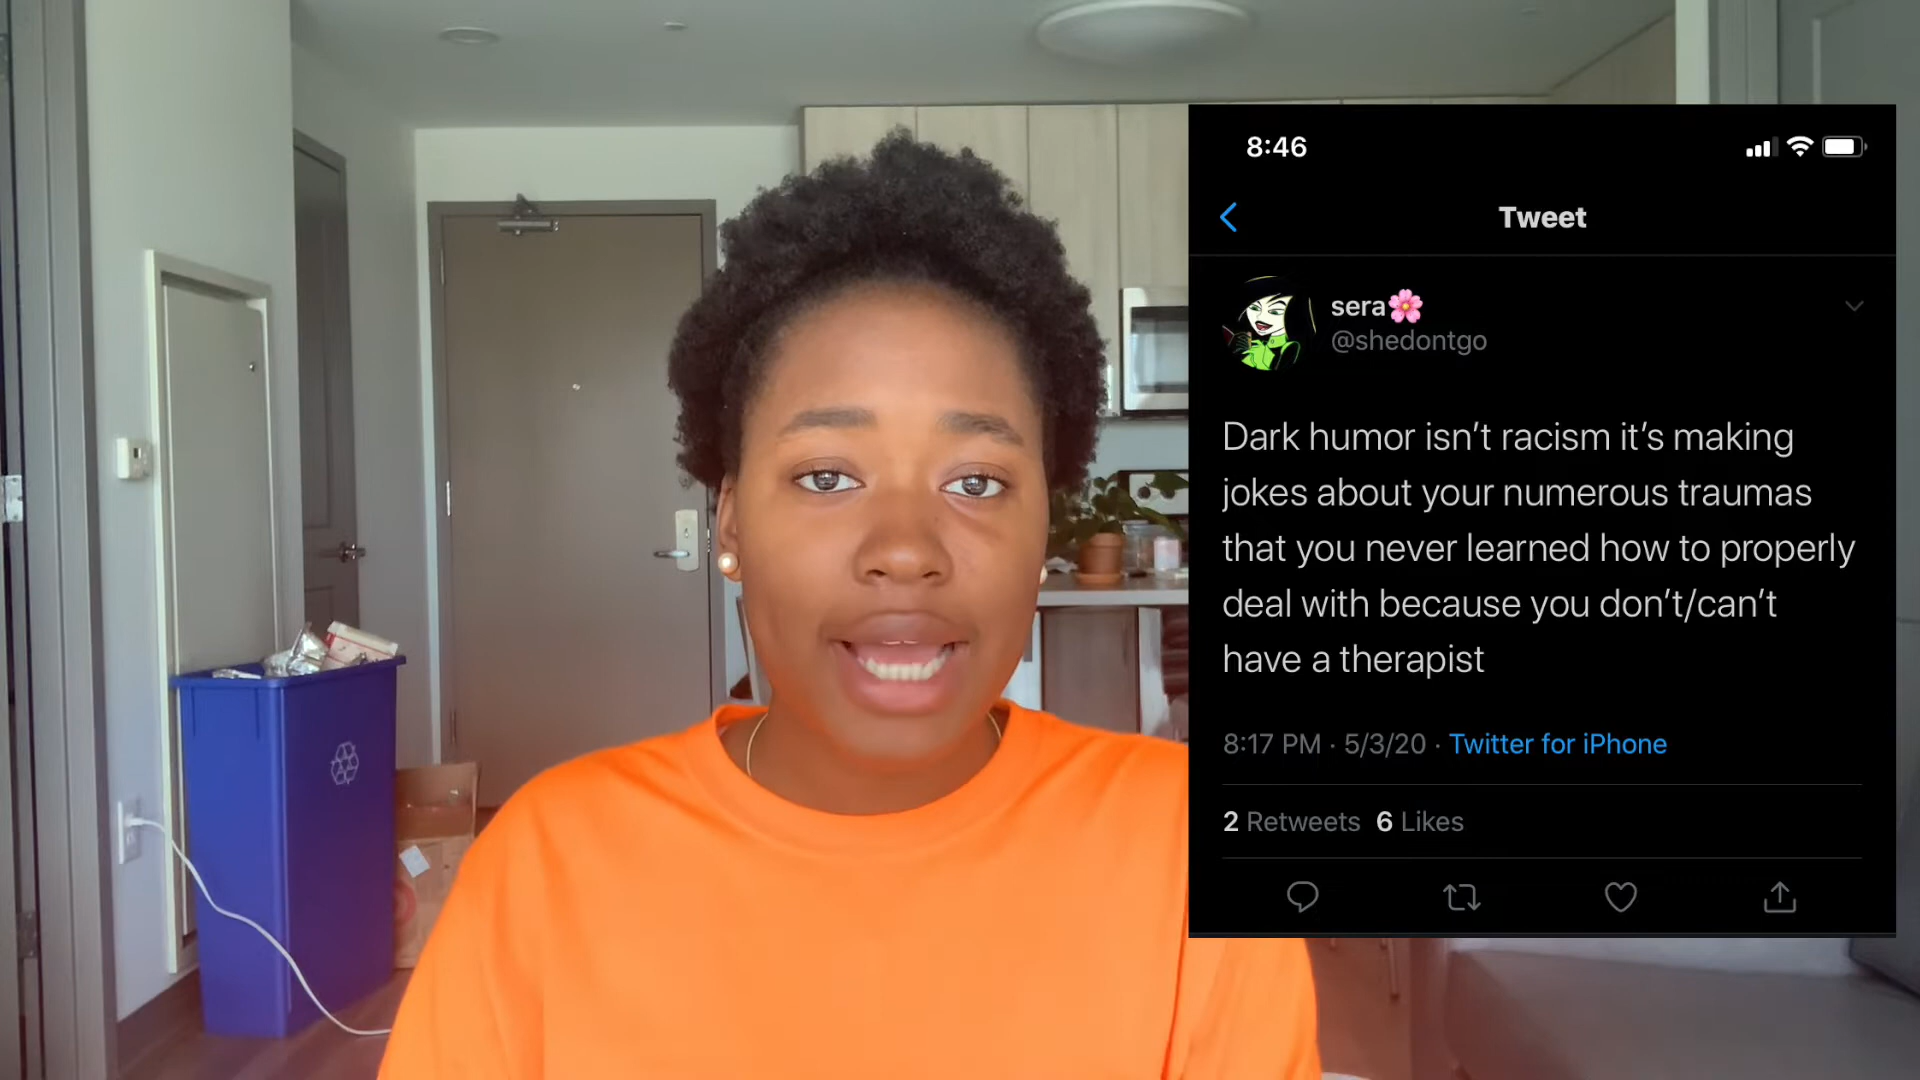 8:46
Tweet
sera🌸
@shedontgo
Dark humor isn't racism it's making
jokes about your numerous traumas
that you never learned how to properly
deal with because you don't/can't
have a therapist
8:17 PM · 5/3/20 · Twitter for iPhone
2 Retweets 6 Likes